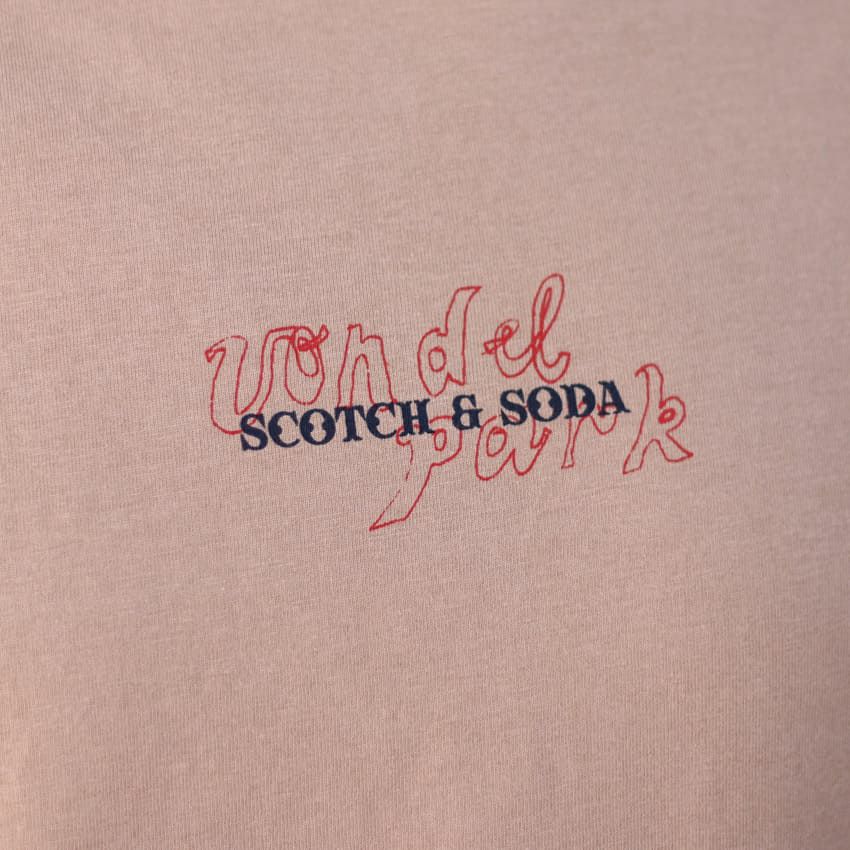 vondel
SCOTCH & SODA
park